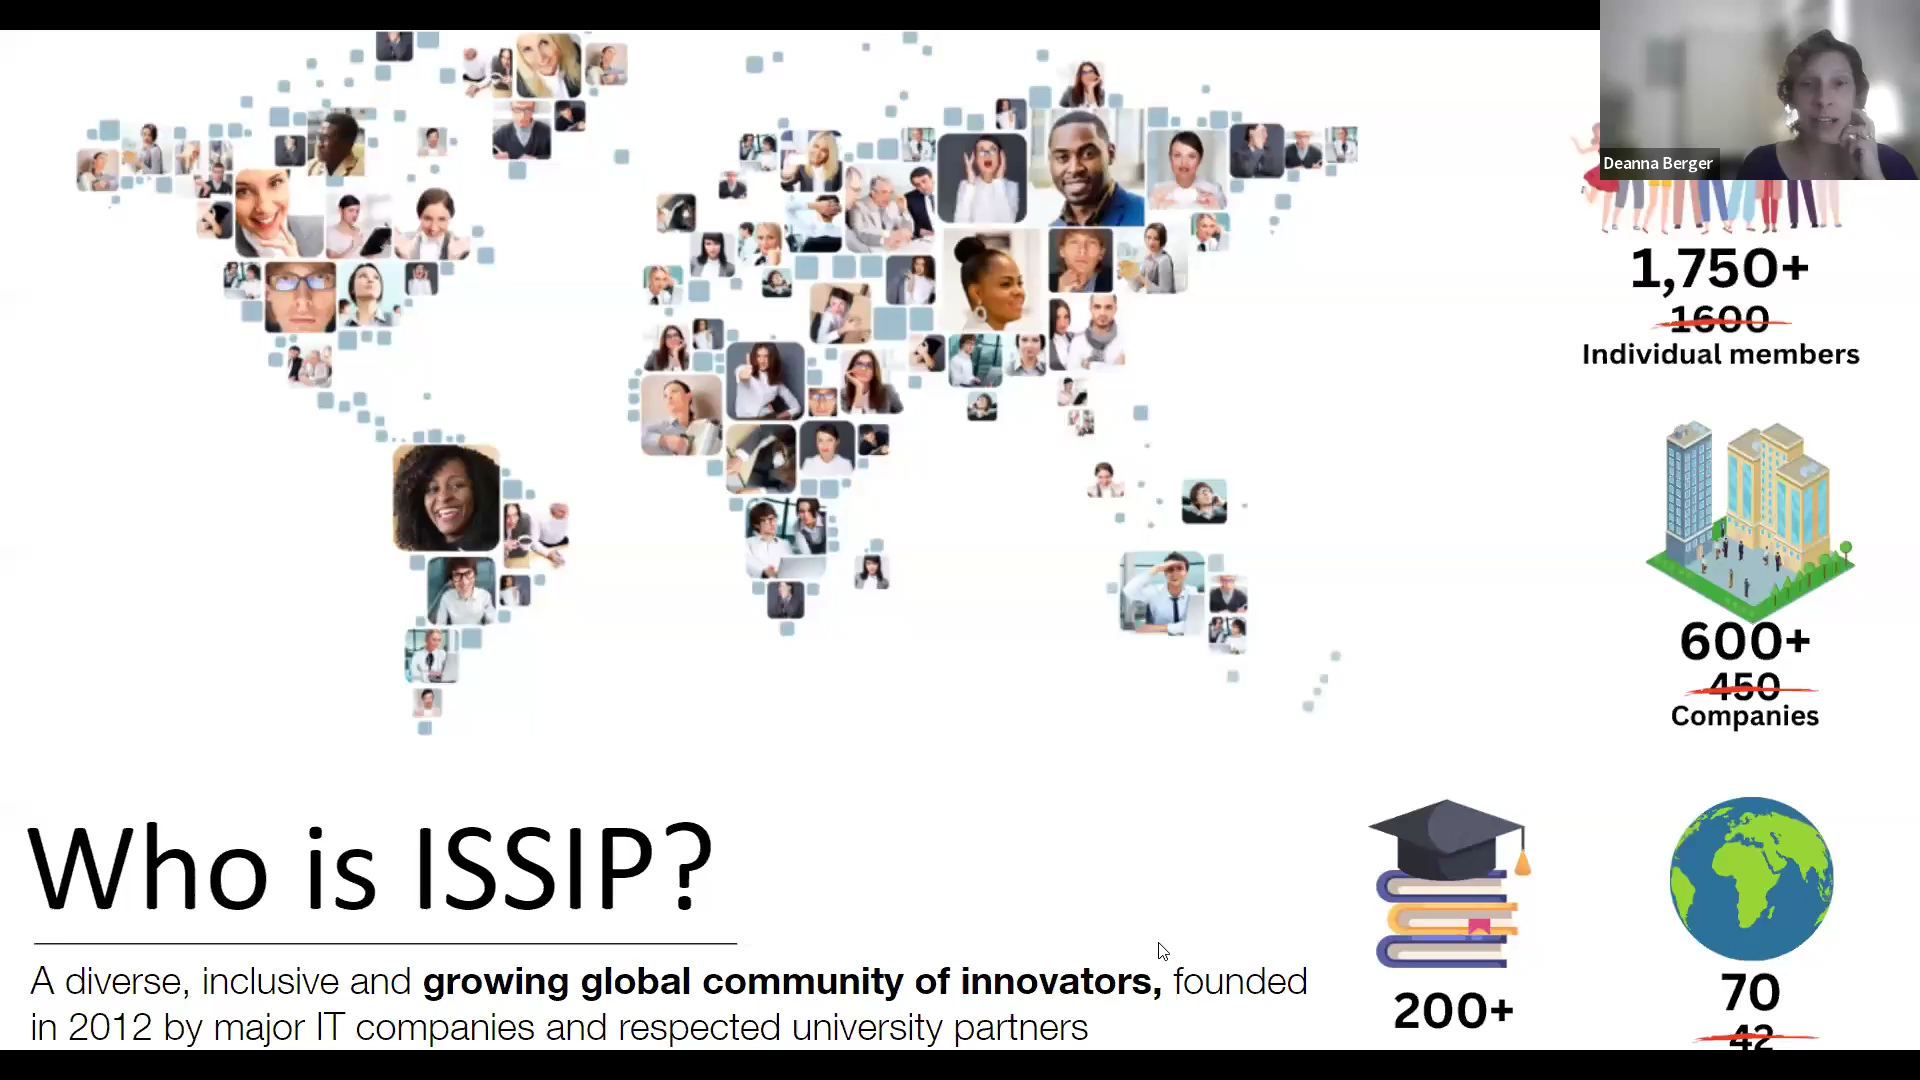 Deanna Berger
1,750+
1600
Individual members
600+
450
Companies
Who is ISSIP?
A diverse, inclusive and growing global community of innovators, founded
in 2012 by major IT companies and respected university partners
200+
70
42